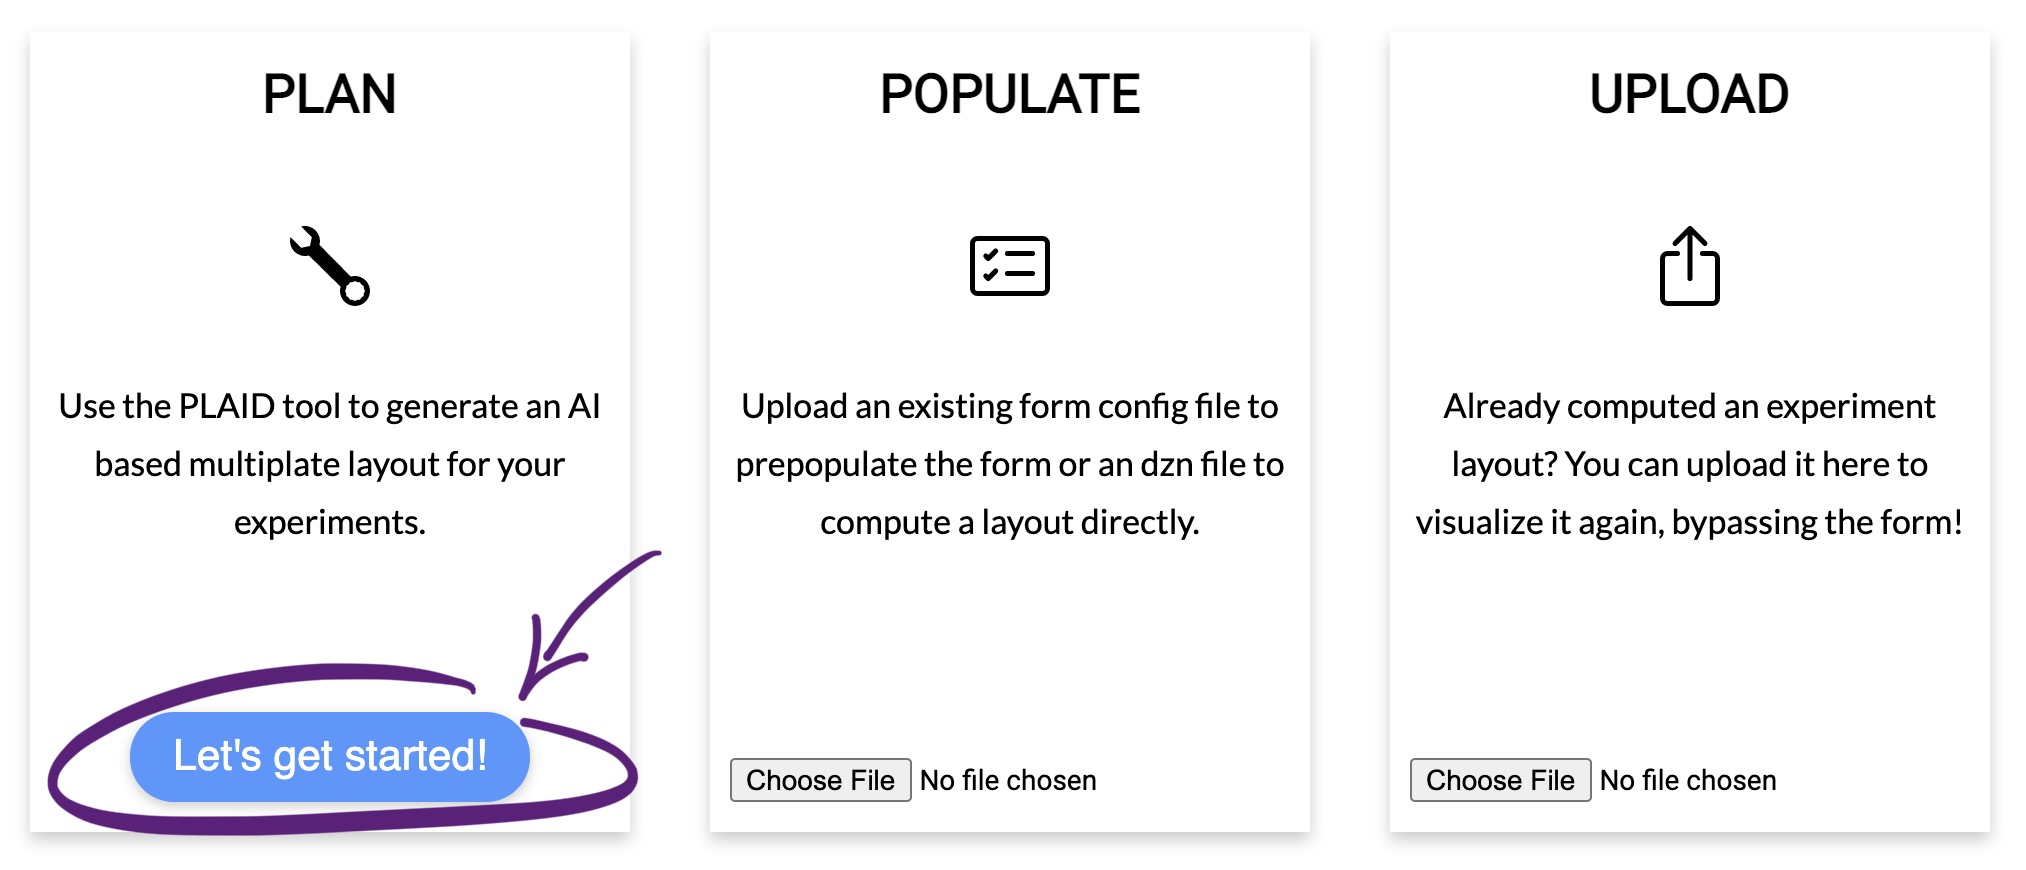 PLAN
Use the PLAID tool to generate an AI
based multiplate layout for your
experiments.
Let's get started!
POPULATE
Upload an existing form config file to
prepopulate the form or an dzn file to
compute a layout directly.
Choose File No file chosen
UPLOAD
Already computed an experiment
layout? You can upload it here to
visualize it again, bypassing the form!
Choose File No file chosen